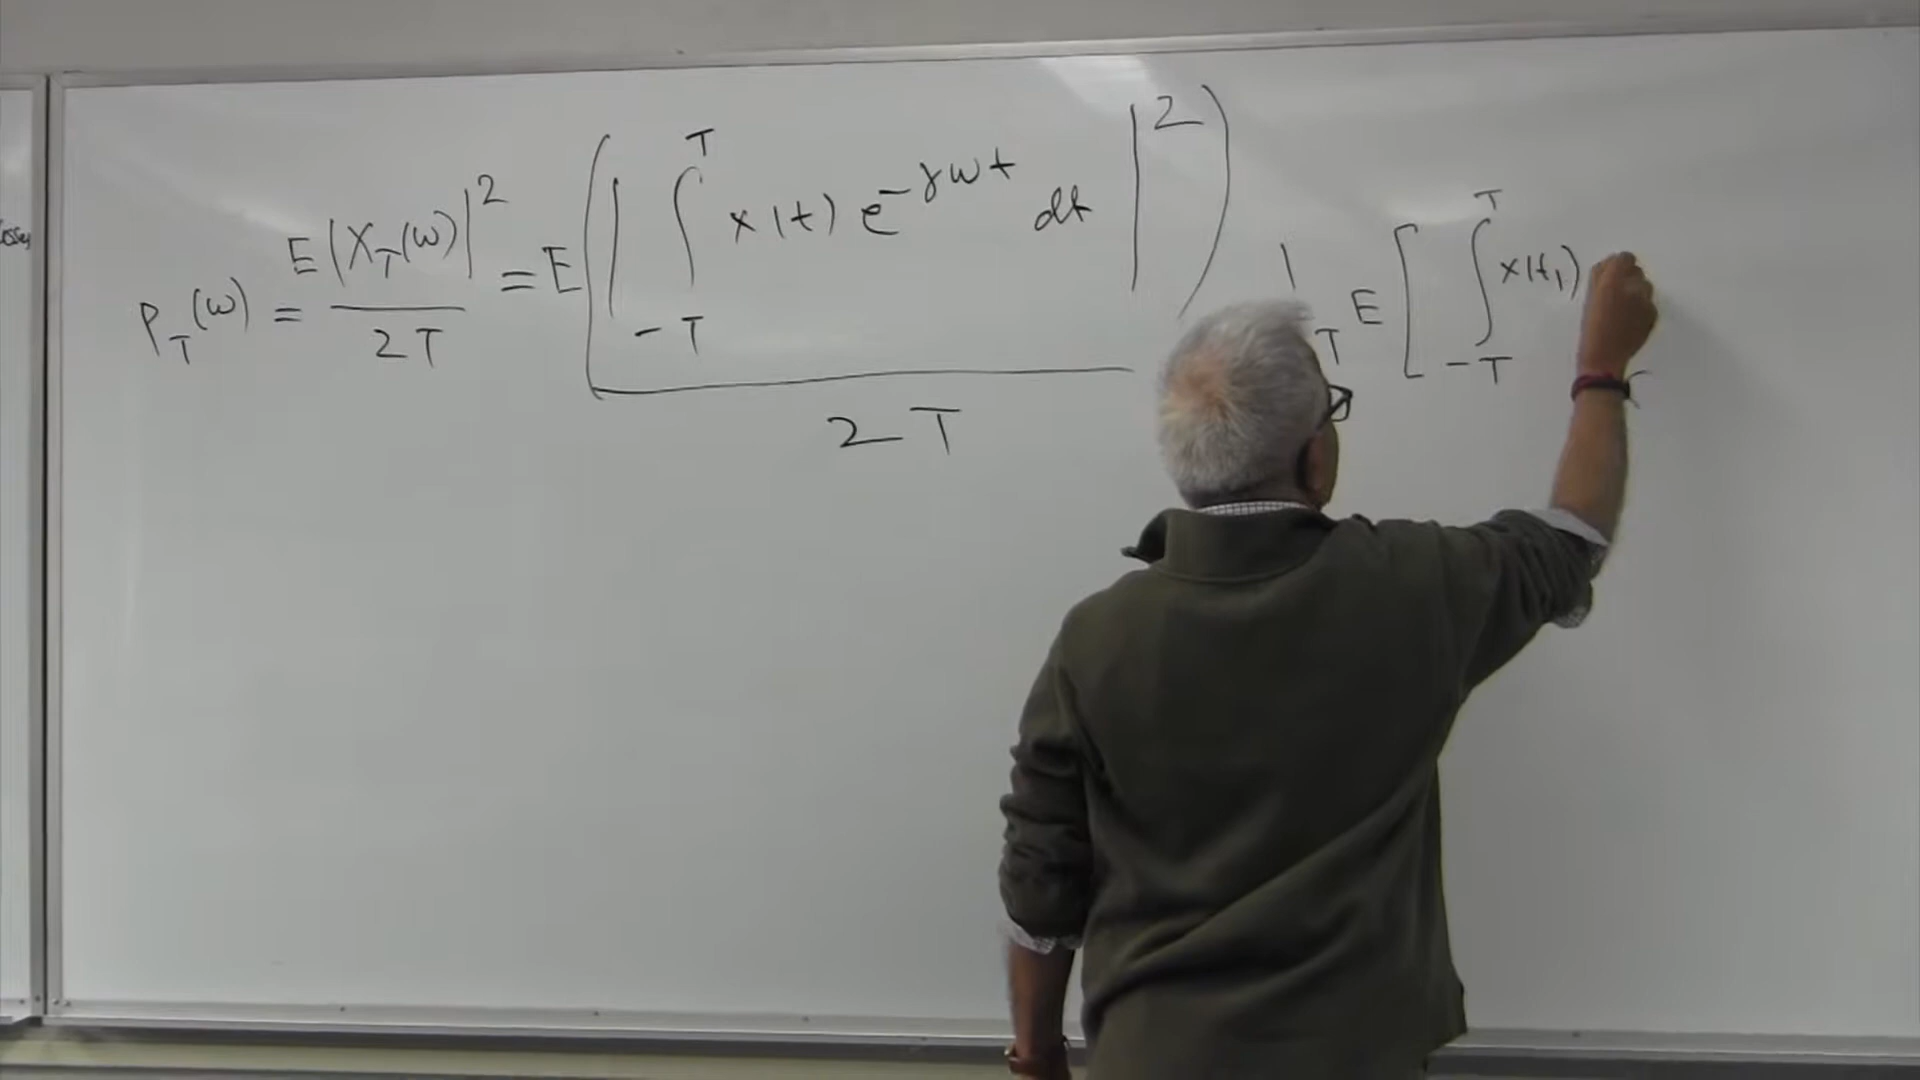 P_T(ω) = E|X_T(ω)|² / 2T = E(|∫_{-T}^{T} x(t) e^{-jωt} dt|²) / 2T  1/T E[∫_{-T}^{T} x(t₁)